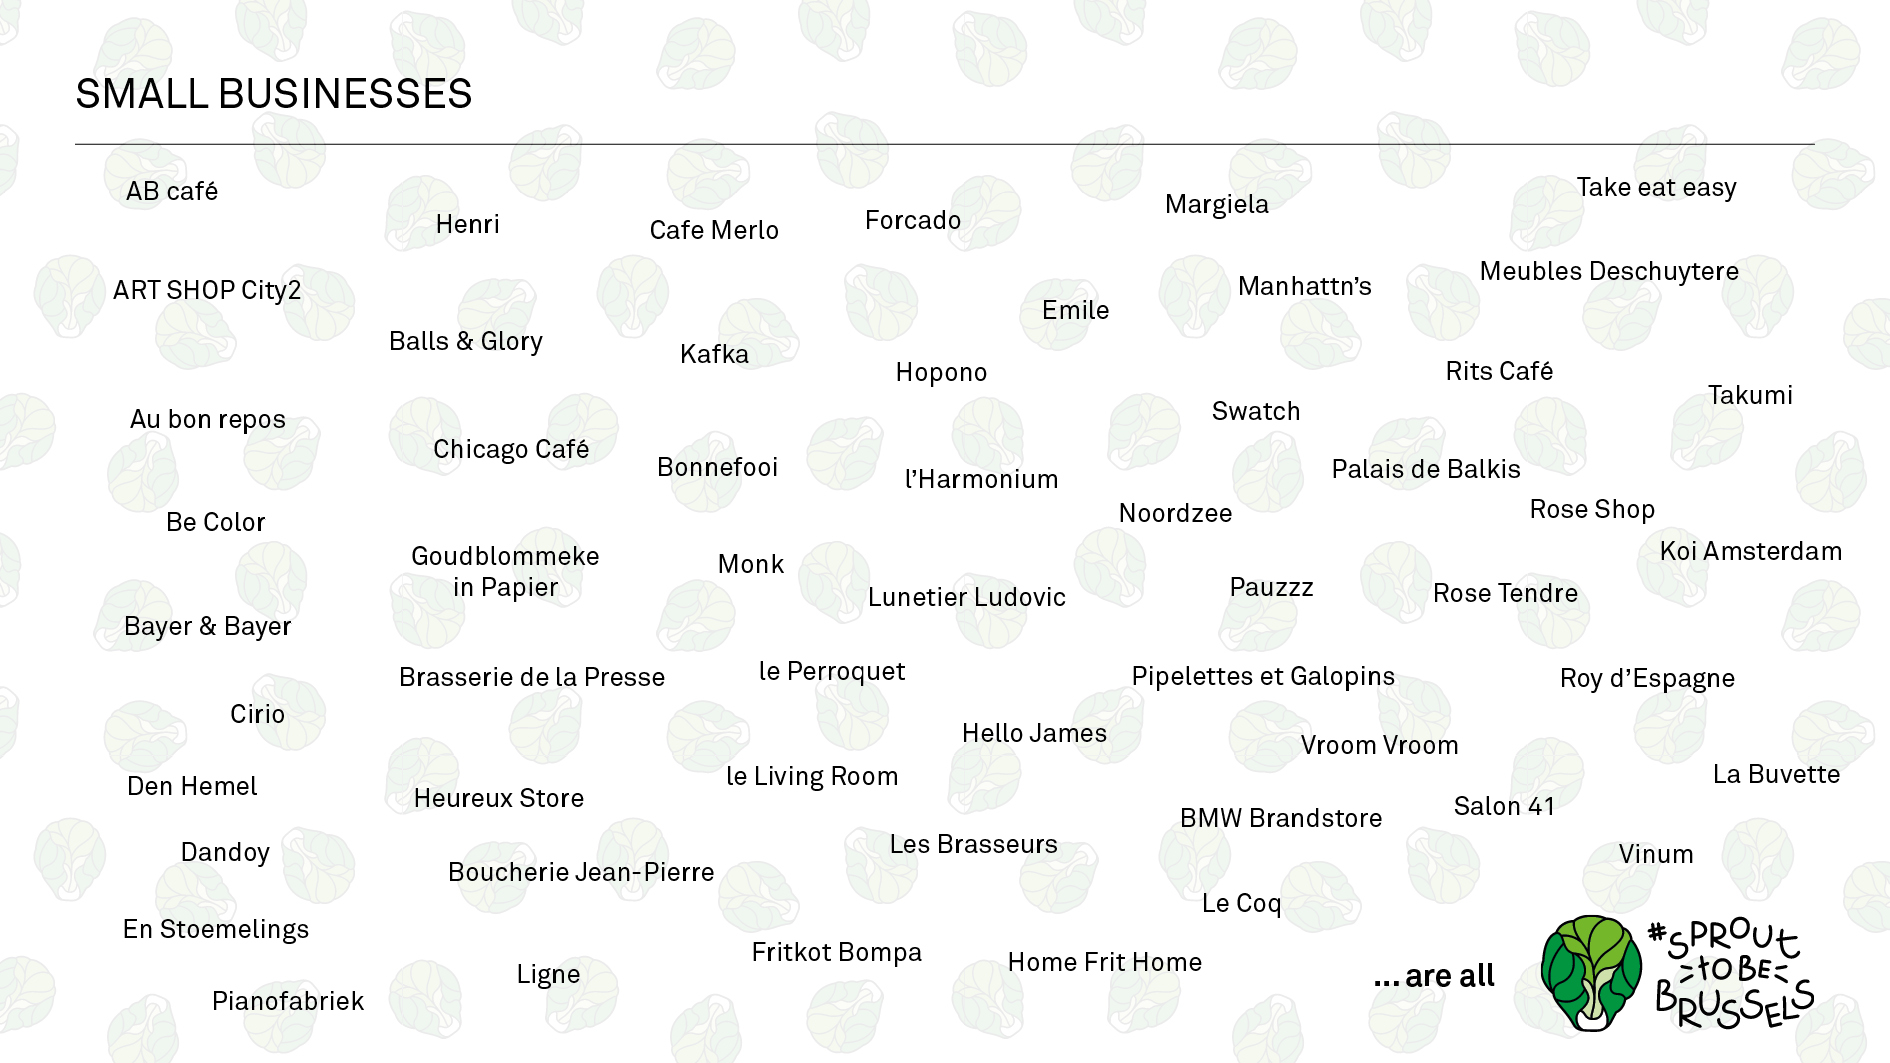 SMALL BUSINESSES
AB café
Henri
Cafe Merlo
Forcado
Margiela
Take eat easy
ART SHOP City2
Balls & Glory
Kafka
Emile
Manhattn’s
Meubles Deschuytere
Au bon repos
Chicago Café
Bonnefooi
Hopono
l’Harmonium
Swatch
Rits Café
Takumi
Palais de Balkis
Be Color
Goudblommeke
in Papier
Monk
Lunetier Ludovic
Noordzee
Pauzzz
Rose Shop
Koi Amsterdam
Rose Tendre
Bayer & Bayer
Brasserie de la Presse
le Perroquet
Pipelettes et Galopins
Roy d’Espagne
Cirio
Hello James
Vroom Vroom
Den Hemel
Heureux Store
le Living Room
La Buvette
BMW Brandstore
Salon 41
Dandoy
Boucherie Jean-Pierre
Les Brasseurs
Vinum
Le Coq
En Stoemelings
Ligne
Fritkot Bompa
Home Frit Home
Pianofabriek
... are all
#SPROUT
TO BE
BRUSSELS